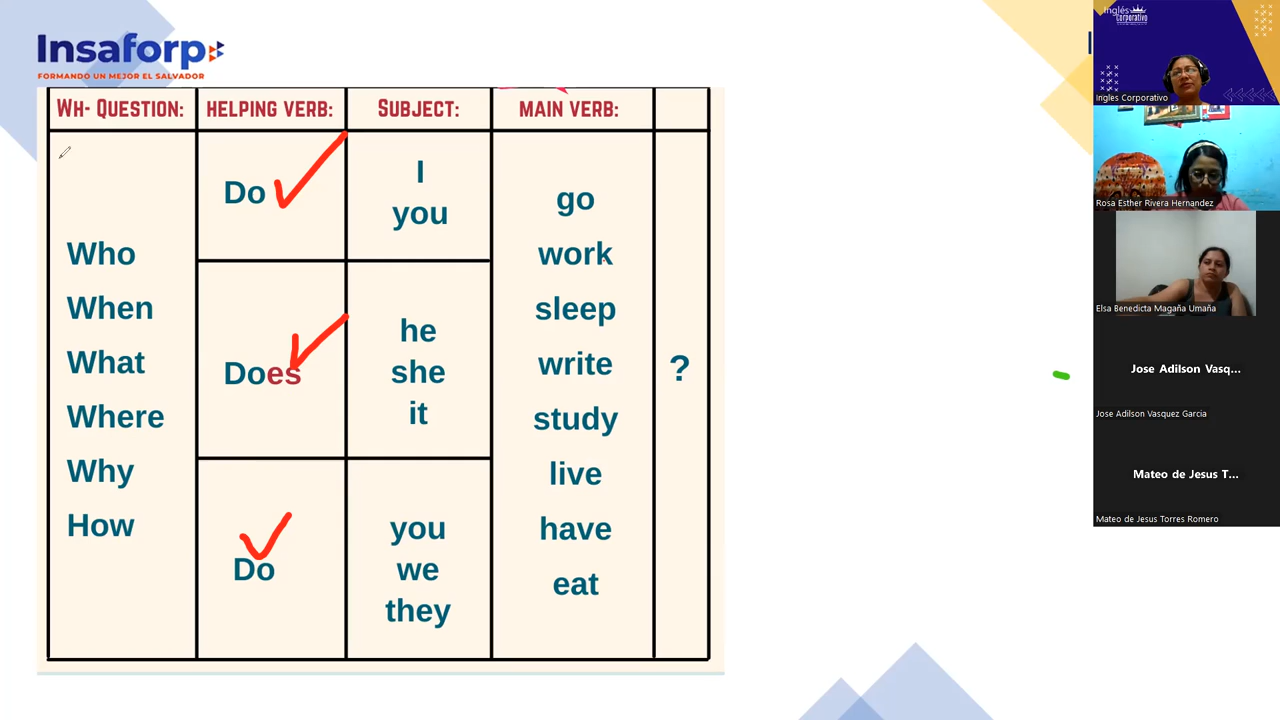 Insaforp
FORMANDO UN MEJOR EL SALVADOR
WH- QUESTION: HELPING VERB: SUBJECT: MAIN VERB:
Who
When
What
Where
Why
How
Do
Does
Do
I
you
he
she
it
you
we
they
go
work
sleep
write
study
live
have
eat
?
Inglés
Corporativo
Ingles Corporativo
Rosa Esther Rivera Hernandez
Elsa Benedicta Magaña Umaña
Jose Adilson Vasq...
Jose Adilson Vasquez Garcia
Mateo de Jesus T...
Mateo de Jesus Torres Romero